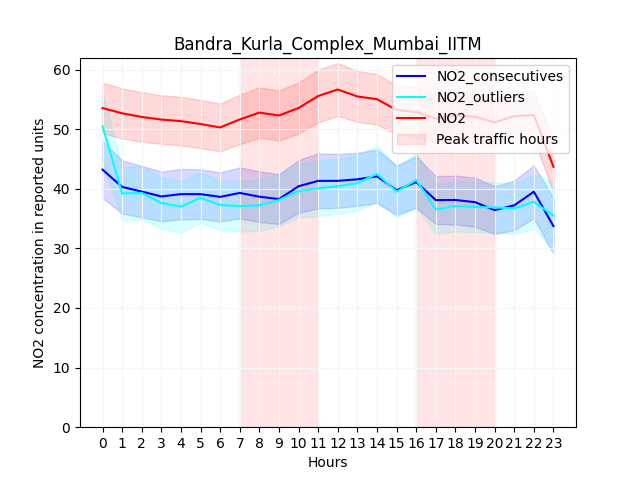 Bandra_Kurla_Complex_Mumbai_IITM
NO2 concentration in reported units
60
50
40
30
20
10
0
NO2_consecutives
NO2_outliers
NO2
Peak traffic hours
0 1 2 3 4 5 6 7 8 9 10 11 12 13 14 15 16 17 18 19 20 21 22 23
Hours